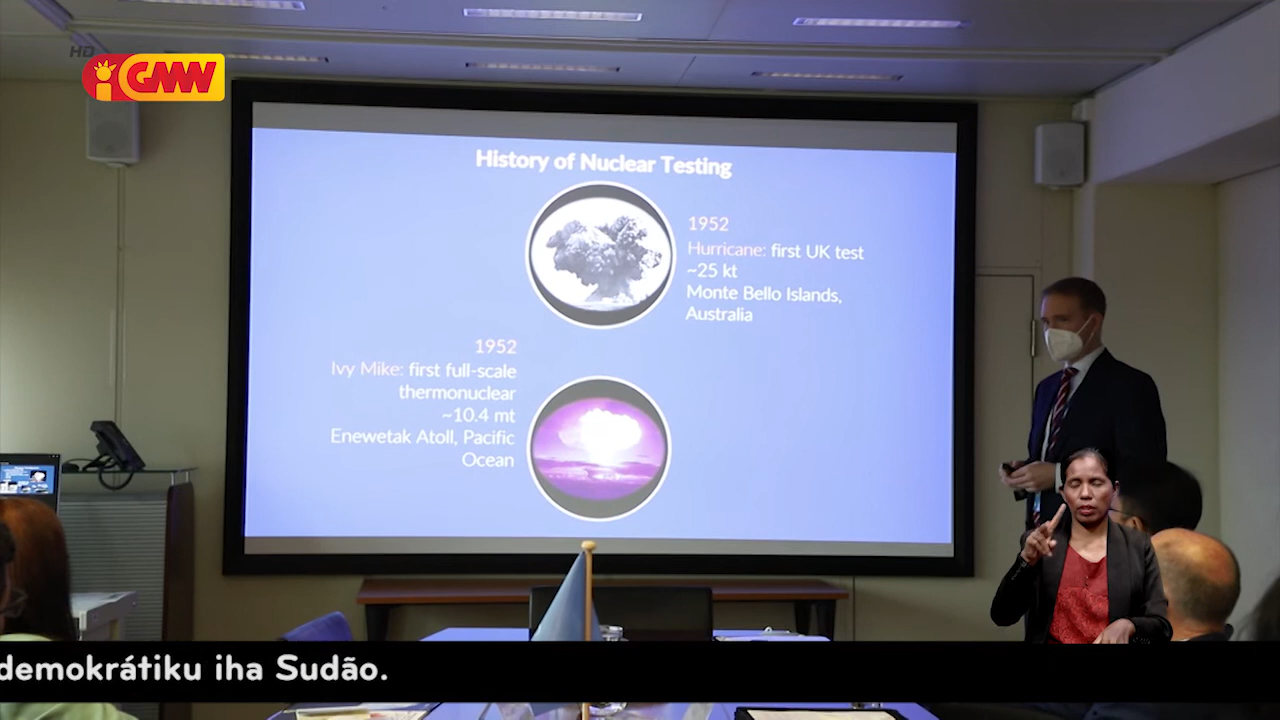 HD
GMN
History of Nuclear Testing
1952
Hurricane: first UK test
~25 kt
Monte Bello Islands,
Australia
1952
Ivy Mike: first full-scale
thermonuclear
~10.4 mt
Enewetak Atoll, Pacific
Ocean
demokrátiku iha Sudão.